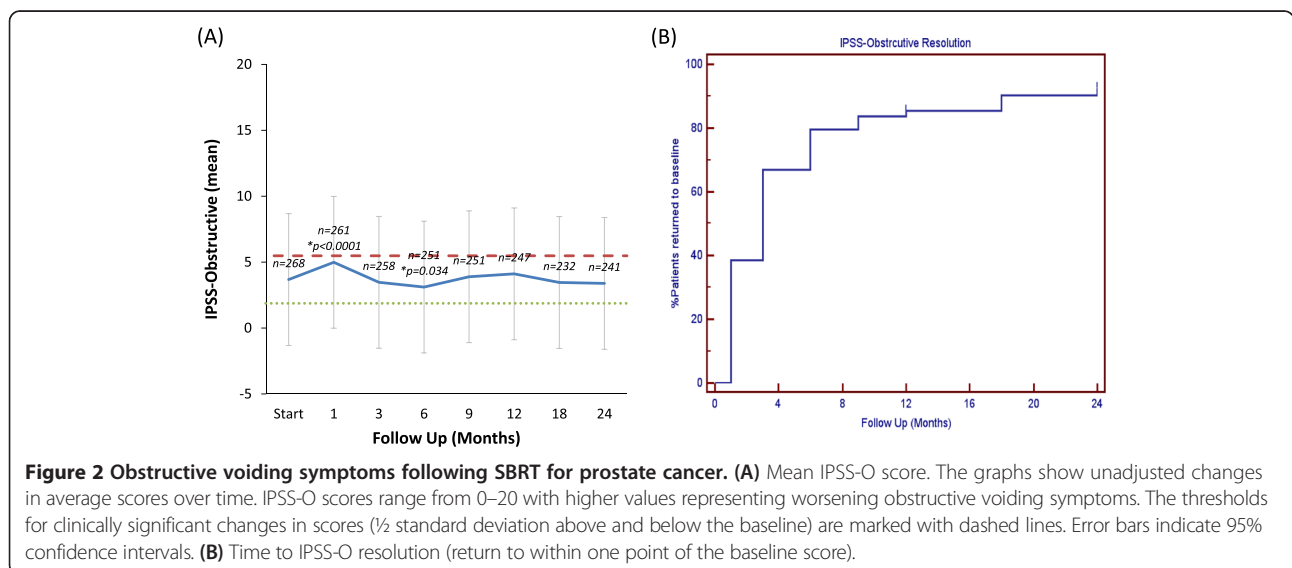 (A)
20
15
10
5
0
-5
IPSS-Obstructive (mean)
n=268
n=261
*p<0.0001
n=258
n=251
*p=0.034
n=251
n=247
n=232
n=241
Start 1 3 6 9 12 18 24
Follow Up (Months)
(B)
IPSS-Obstrcutive Resolution
100
80
60
40
20
0
%Patients returned to baseline
0 4 8 12 16 20 24
Follow Up (Months)
Figure 2 Obstructive voiding symptoms following SBRT for prostate cancer. (A) Mean IPSS-O score. The graphs show unadjusted changes
in average scores over time. IPSS-O scores range from 0–20 with higher values representing worsening obstructive voiding symptoms. The thresholds
for clinically significant changes in scores (½ standard deviation above and below the baseline) are marked with dashed lines. Error bars indicate 95%
confidence intervals. (B) Time to IPSS-O resolution (return to within one point of the baseline score).